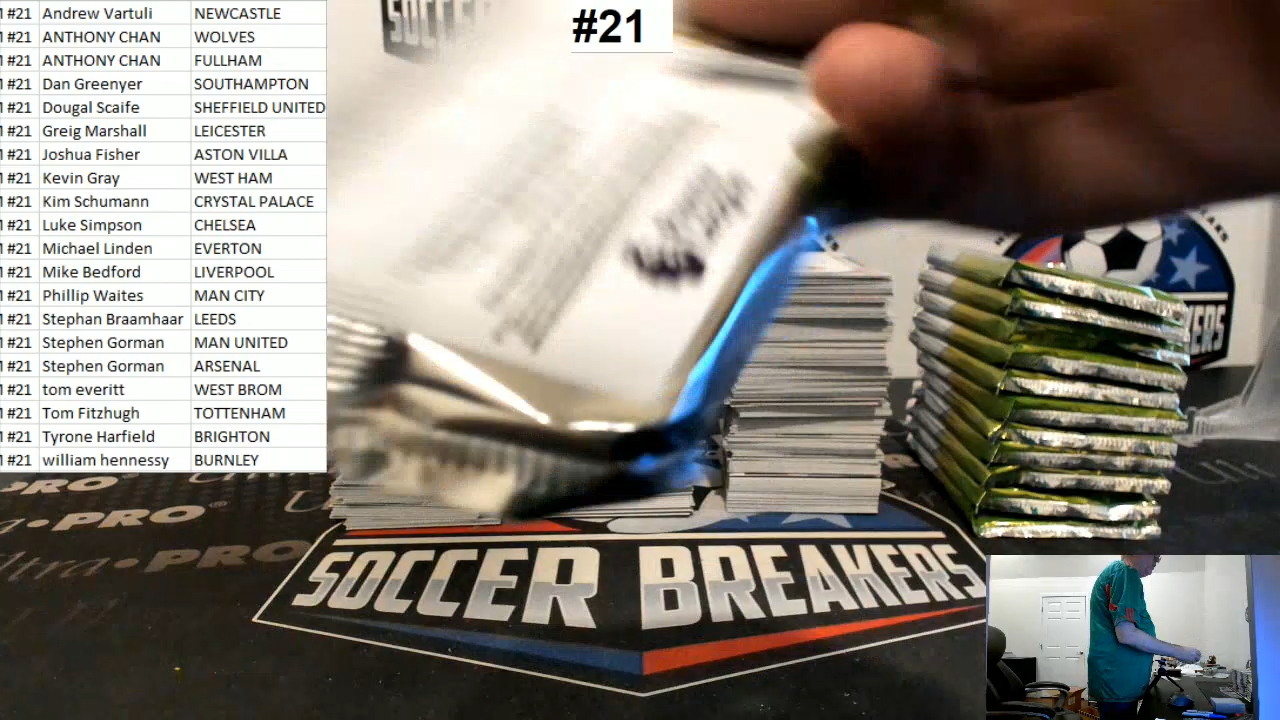 #21 Andrew Vartuli NEWCASTLE
#21 ANTHONY CHAN WOLVES
#21 ANTHONY CHAN FULLHAM
#21 Dan Greenyer SOUTHAMPTON
#21 Dougal Scaife SHEFFIELD UNITED
#21 Greig Marshall LEICESTER
#21 Joshua Fisher ASTON VILLA
#21 Kevin Gray WEST HAM
#21 Kim Schumann CRYSTAL PALACE
#21 Luke Simpson CHELSEA
#21 Michael Linden EVERTON
#21 Mike Bedford LIVERPOOL
#21 Phillip Waites MAN CITY
#21 Stephan Braamhaar LEEDS
#21 Stephen Gorman MAN UNITED
#21 Stephen Gorman ARSENAL
#21 tom everitt WEST BROM
#21 Tom Fitzhugh TOTTENHAM
#21 Tyrone Harfield BRIGHTON
#21 william hennessy BURNLEY
#21
SOCC
KERS
PRO
PRO
PRO
SOCCER BREAKERS